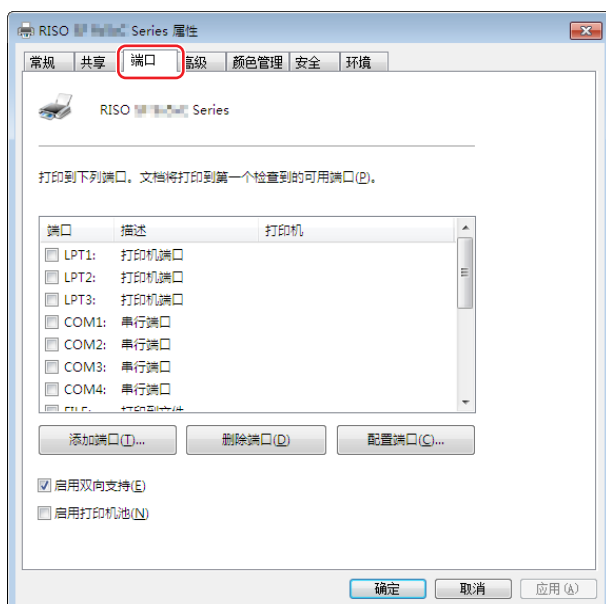 RISO Series 属性
常规 共享 端口 高级 颜色管理 安全 环境
RISO Series
打印到下列端口。文档将打印到第一个检查到的可用端口(P)。
端口 描述 打印机
LPT1: 打印机端口
LPT2: 打印机端口
LPT3: 打印机端口
COM1: 串行端口
COM2: 串行端口
COM3: 串行端口
COM4: 串行端口
FILE: 打印到文件
添加端口(T)... 删除端口(D) 配置端口(C)...
启用双向支持(E)
启用打印机池(N)
确定 取消 应用(A)